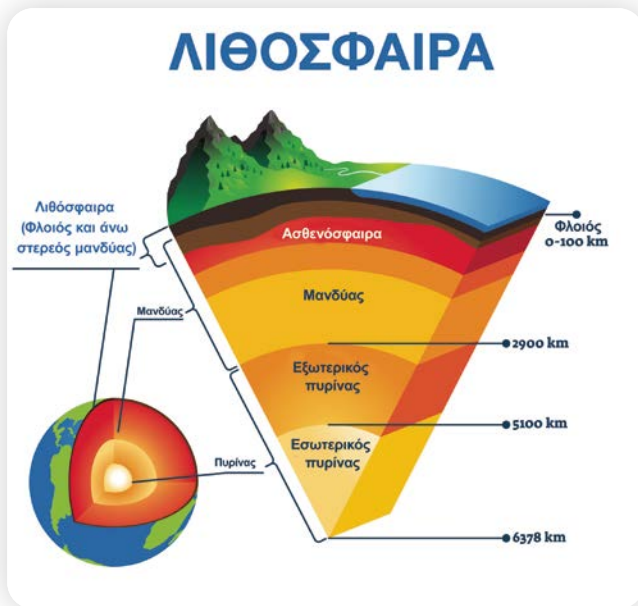 ΛΙΘΟΣΦΑΙΡΑ
Λιθόσφαιρα
(Φλοιός και άνω
στερεός μανδύας)
Ασθενόσφαιρα
Φλοιός
0-100 km
Μανδύας
Μανδύας
2900 km
Εξωτερικός
πυρίνας
5100 km
Εσωτερικός
πυρίνας
Πυρίνας
6378 km